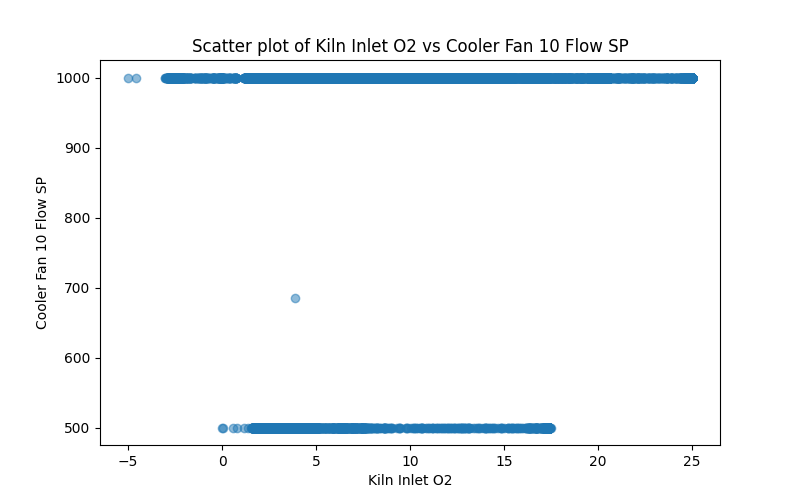 Scatter plot of Kiln Inlet O2 vs Cooler Fan 10 Flow SP
Cooler Fan 10 Flow SP
1000
900
800
700
600
500
−5 0 5 10 15 20 25
Kiln Inlet O2